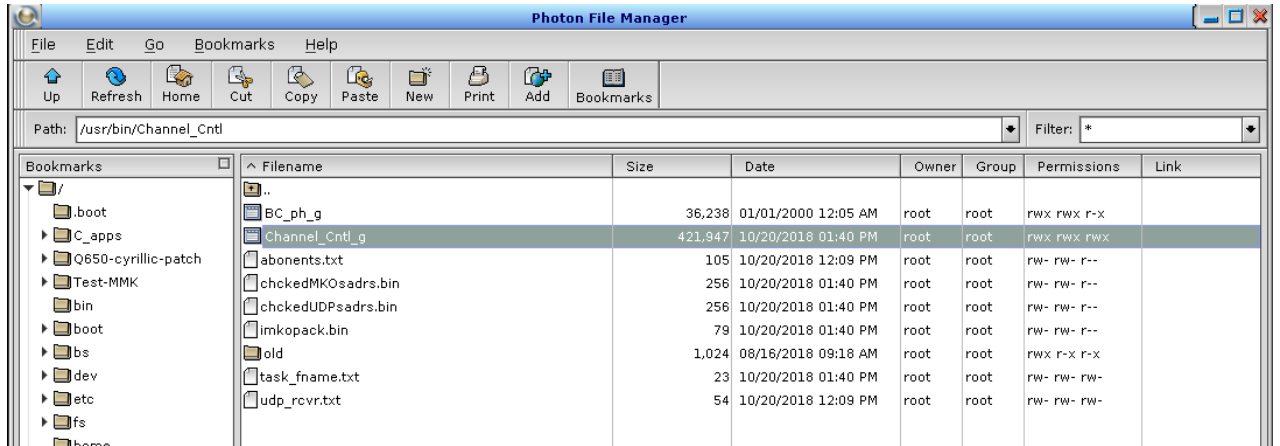 Photon File Manager
File Edit Go Bookmarks Help
Up Refresh Home Cut Copy Paste New Print Add Bookmarks
Path: /usr/bin/Channel_Cntl Filter: *
Bookmarks ^ Filename Size Date Owner Group Permissions Link
/ ..
.boot BC_ph_g 36,238 01/01/2000 12:05 AM root root rwx rwx r-x
C_apps Channel_Cntl_g 421,947 10/20/2018 01:40 PM root root rwx rwx rwx
Q650-cyrillic-patch abonents.txt 105 10/20/2018 12:09 PM root root rw- rw- r--
Test-MMK chckedMKOsadrs.bin 256 10/20/2018 01:40 PM root root rw- rw- r--
bin chckedUDPsadrs.bin 256 10/20/2018 01:40 PM root root rw- rw- r--
boot imkopack.bin 79 10/20/2018 01:40 PM root root rw- rw- r--
bs old 1,024 08/16/2018 09:18 AM root root rwx r-x r-x
dev task_fname.txt 23 10/20/2018 01:40 PM root root rw- rw- rw-
etc udp_rcvr.txt 54 10/20/2018 12:09 PM root root rw- rw- rw-
fs
home